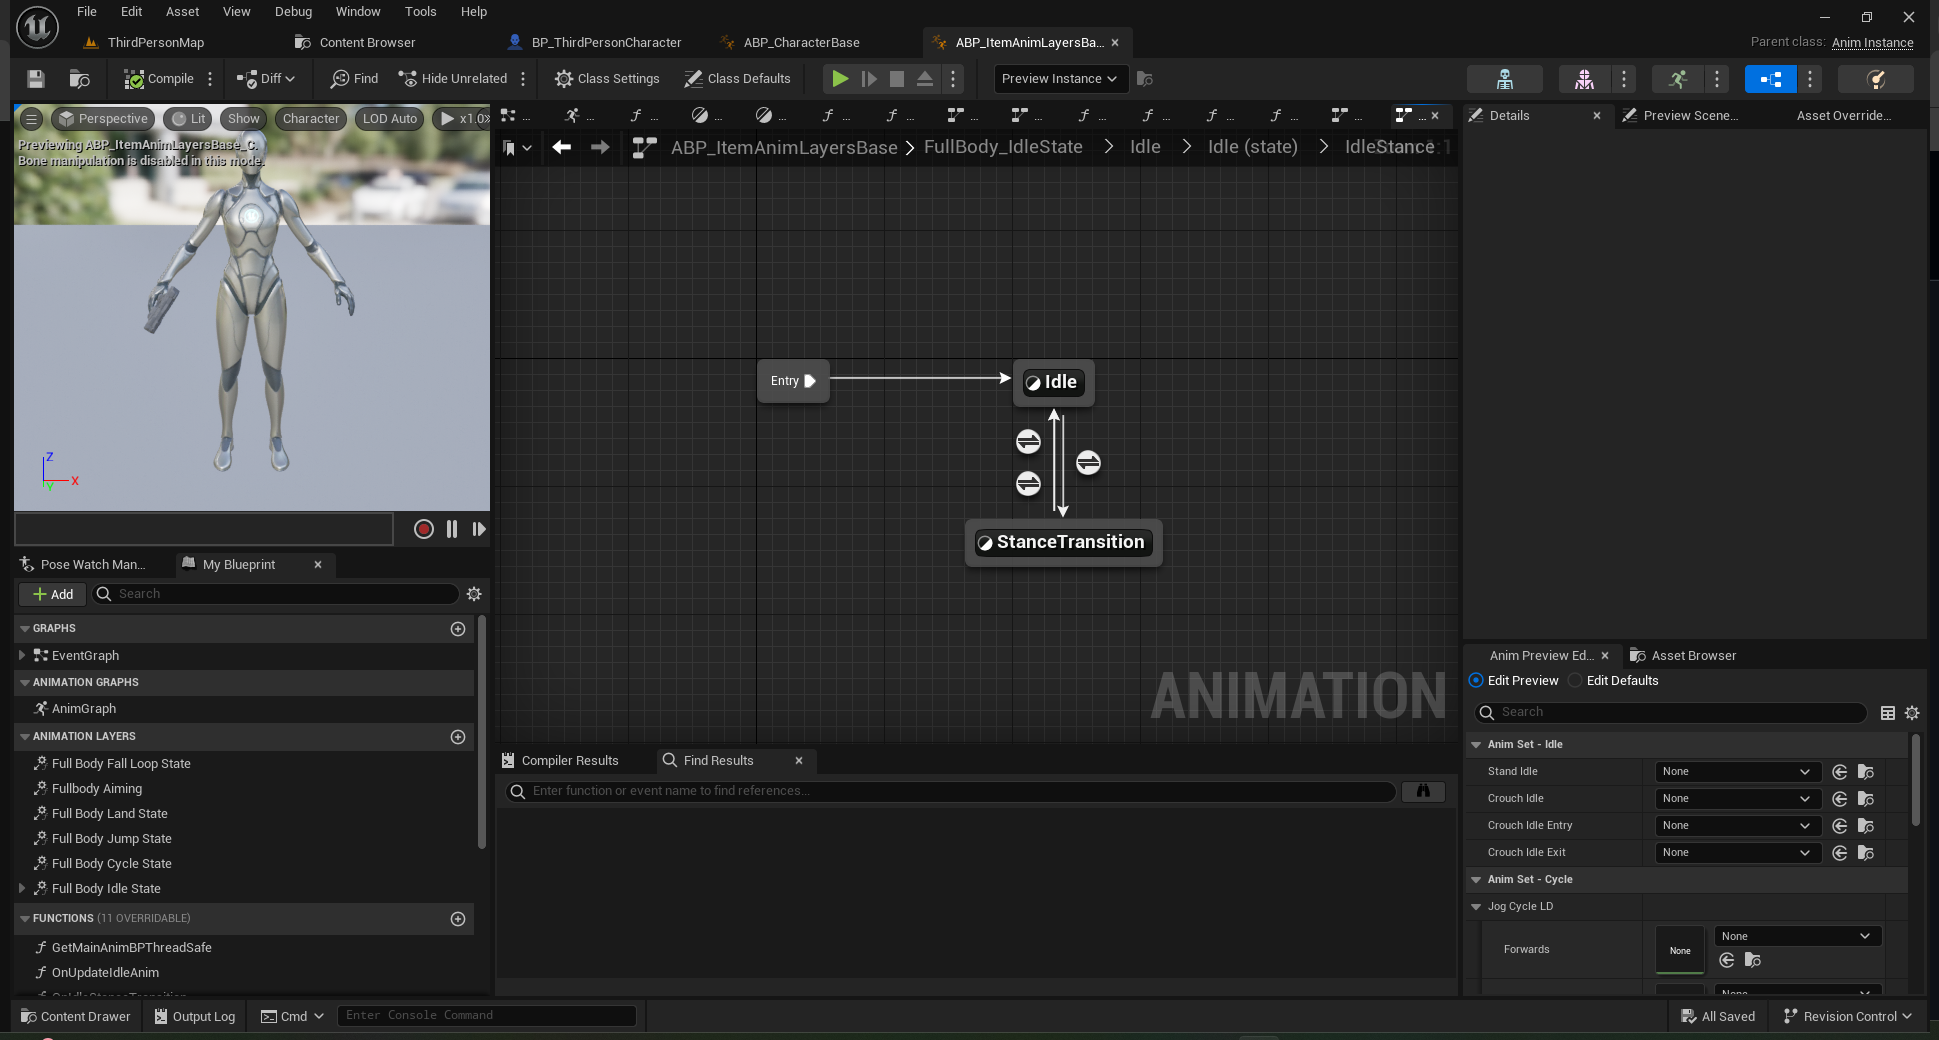 File Edit Asset View Debug Window Tools Help
ThirdPersonMap Content Browser BP_ThirdPersonCharacter ABP_CharacterBase ABP_ItemAnimLayersBa...
Parent class: Anim Instance
Compile Diff Find Hide Unrelated Class Settings Class Defaults Preview Instance
Perspective Lit Show Character LOD Auto x1.0
Previewing ABP_ItemAnimLayersBase_C.
Bone manipulation is disabled in this mode.
Z
X
Y
ABP_ItemAnimLayersBase FullBody_IdleState Idle Idle (state) IdleStance
Entry
Idle
StanceTransition
ANIMATION
Pose Watch Man... My Blueprint
Add Search
GRAPHS
EventGraph
ANIMATION GRAPHS
AnimGraph
ANIMATION LAYERS
Full Body Fall Loop State
Fullbody Aiming
Full Body Land State
Full Body Jump State
Full Body Cycle State
Full Body Idle State
FUNCTIONS (11 OVERRIDABLE)
GetMainAnimBPThreadSafe
OnUpdateIdleAnim
OnIdleStanceTransition
Compiler Results Find Results
Enter function or event name to find references...
Details Preview Scene... Asset Override...
Anim Preview Ed... Asset Browser
Edit Preview Edit Defaults
Search
Anim Set - Idle
Stand Idle None
Crouch Idle None
Crouch Idle Entry None
Crouch Idle Exit None
Anim Set - Cycle
Jog Cycle LD
Forwards None None
None
Content Drawer Output Log Cmd Enter Console Command All Saved Revision Control